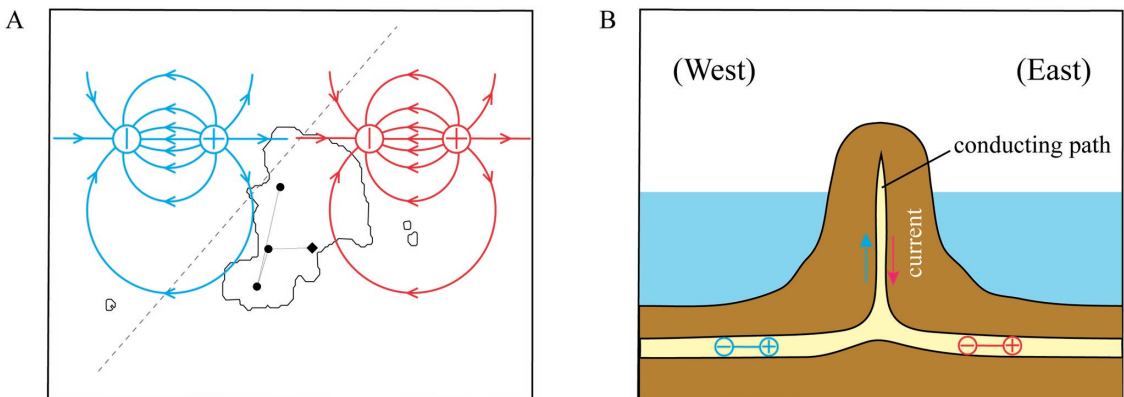 A
B
(West)
(East)
conducting path
current